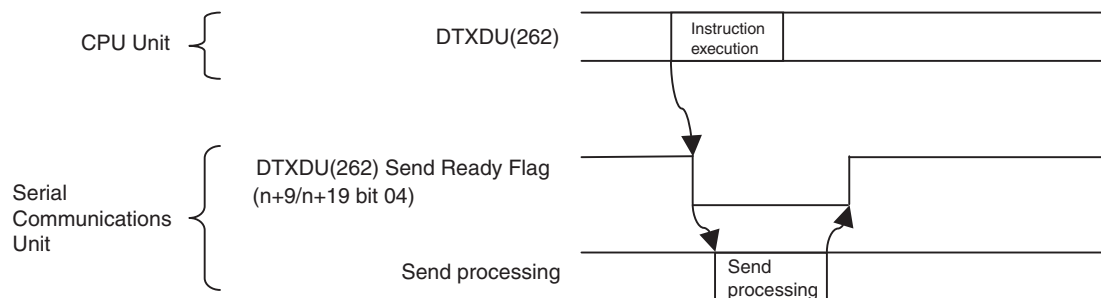 CPU Unit
DTXDU(262)
Instruction
execution
Serial
Communications
Unit
DTXDU(262) Send Ready Flag
(n+9/n+19 bit 04)
Send processing
Send
processing